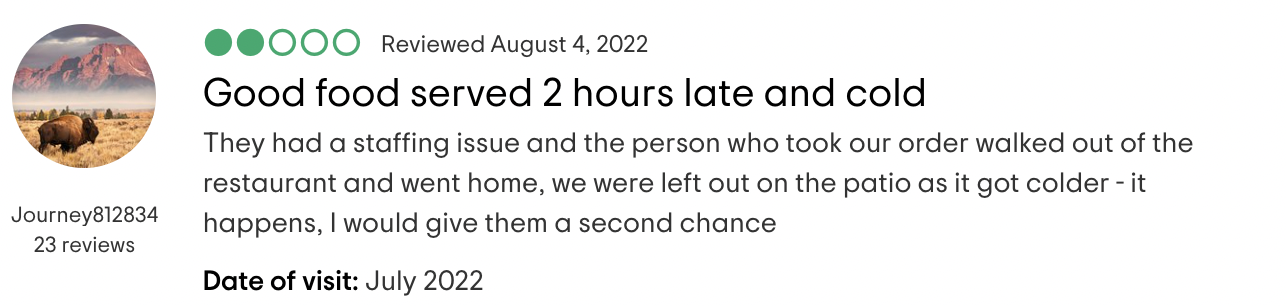 Reviewed August 4, 2022
Good food served 2 hours late and cold
They had a staffing issue and the person who took our order walked out of the
restaurant and went home, we were left out on the patio as it got colder - it
happens, I would give them a second chance
Journey812834
23 reviews
Date of visit: July 2022